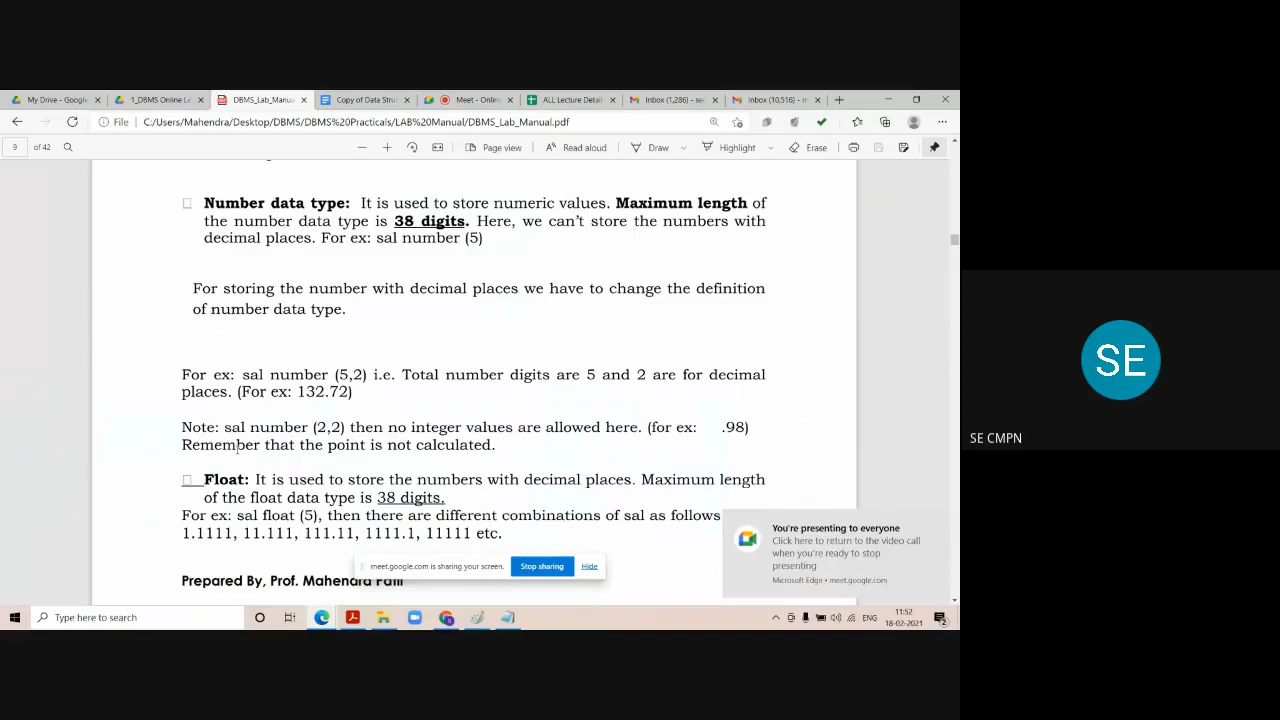 My Drive - Google
1_DBMS Online Le
DBMS_Lab_Manua
Copy of Data Stru
Meet - Online
ALL Lecture Detail
Inbox (1,286) - se
Inbox (10,516) - m
File C:/Users/Mahendra/Desktop/DBMS/DBMS%20Practicals/LAB%20Manual/DBMS_Lab_Manual.pdf
9 of 42 Page view Read aloud Draw Highlight Erase
Number data type: It is used to store numeric values. Maximum length of
the number data type is 38 digits. Here, we can't store the numbers with
decimal places. For ex: sal number (5)
For storing the number with decimal places we have to change the definition
of number data type.
For ex: sal number (5,2) i.e. Total number digits are 5 and 2 are for decimal
places. (For ex: 132.72)
Note: sal number (2,2) then no integer values are allowed here. (for ex: .98)
Remember that the point is not calculated.
Float: It is used to store the numbers with decimal places. Maximum length
of the float data type is 38 digits.
For ex: sal float (5), then there are different combinations of sal as follows
1.1111, 11.111, 111.11, 1111.1, 11111 etc.
Prepared By, Prof. Mahendra Patil
meet.google.com is sharing your screen. Stop sharing Hide
You're presenting to everyone
Click here to return to the video call
when you're ready to stop
presenting
Microsoft Edge • meet.google.com
Type here to search
ENG
11:52
18-02-2021
2
SE
SE CMPN